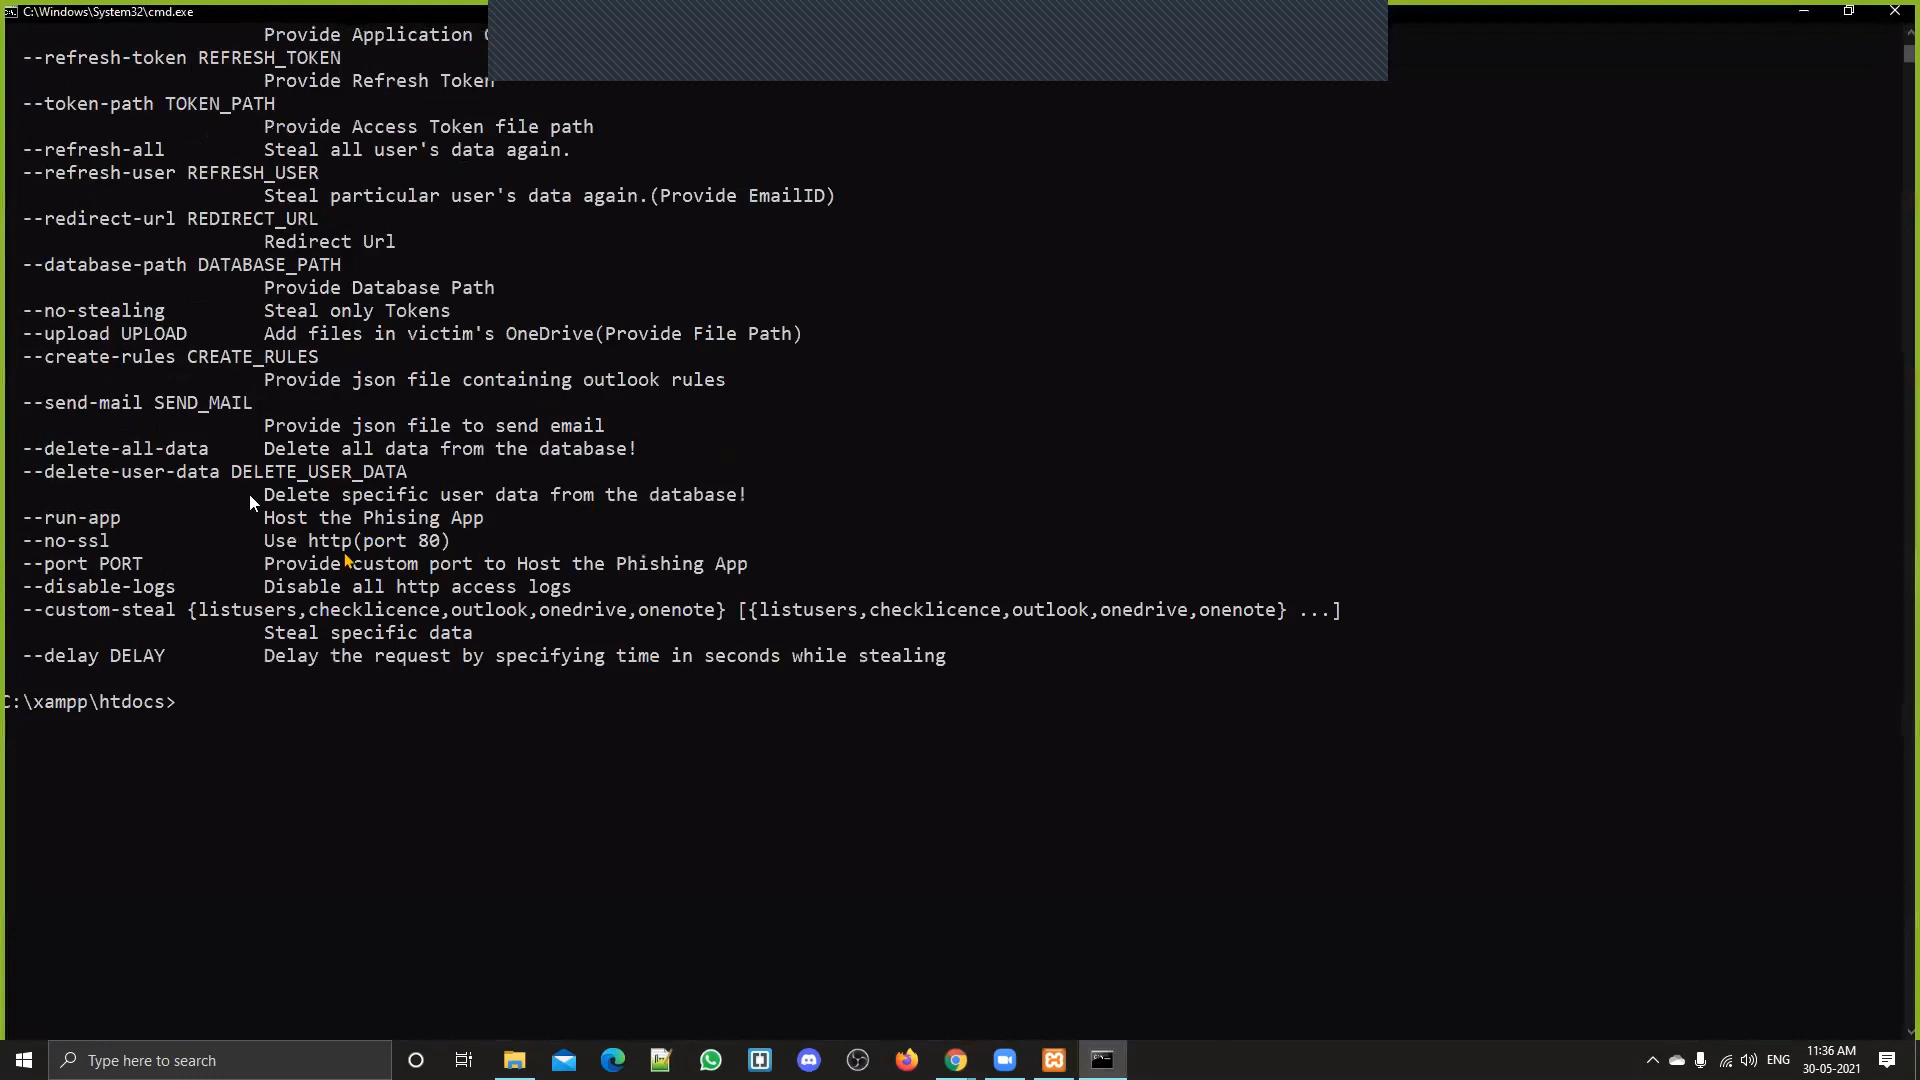 C:\Windows\System32\cmd.exe
Provide Application
--refresh-token REFRESH_TOKEN
Provide Refresh Token
--token-path TOKEN_PATH
Provide Access Token file path
--refresh-all Steal all user's data again.
--refresh-user REFRESH_USER
Steal particular user's data again.(Provide EmailID)
--redirect-url REDIRECT_URL
Redirect Url
--database-path DATABASE_PATH
Provide Database Path
--no-stealing Steal only Tokens
--upload UPLOAD Add files in victim's OneDrive(Provide File Path)
--create-rules CREATE_RULES
Provide json file containing outlook rules
--send-mail SEND_MAIL
Provide json file to send email
--delete-all-data Delete all data from the database!
--delete-user-data DELETE_USER_DATA
Delete specific user data from the database!
--run-app Host the Phising App
--no-ssl Use http(port 80)
--port PORT Provide custom port to Host the Phishing App
--disable-logs Disable all http access logs
--custom-steal {listusers,checklicence,outlook,onedrive,onenote} [{listusers,checklicence,outlook,onedrive,onenote} ...]
Steal specific data
--delay DELAY Delay the request by specifying time in seconds while stealing
C:\xampp\htdocs>
Type here to search
ENG
11:36 AM
30-05-2021